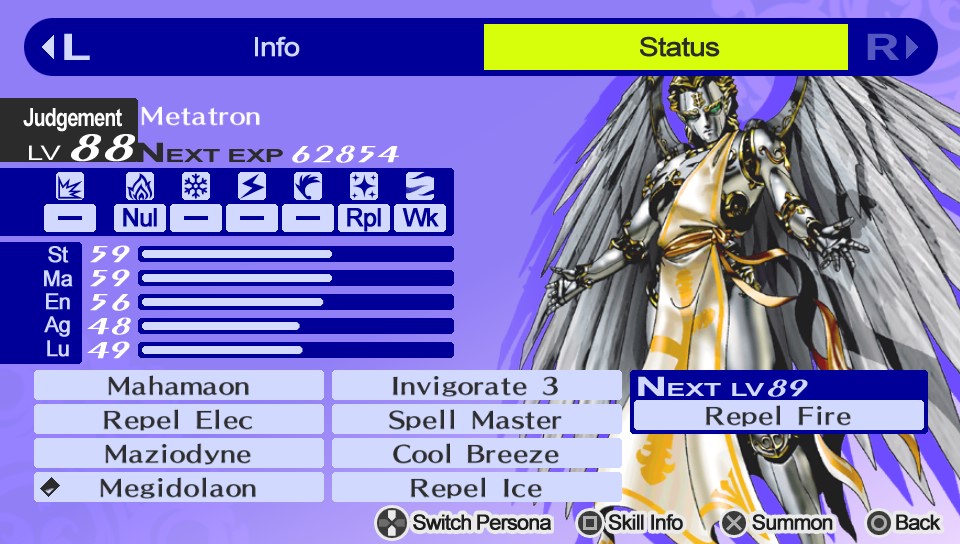 L Info Status R
Judgement Metatron
LV 88 NEXT EXP 62854
— Nul — — — Rpl Wk
St 59
Ma 59
En 56
Ag 48
Lu 49
Mahamaon Invigorate 3 NEXT LV 89
Repel Elec Spell Master Repel Fire
Maziodyne Cool Breeze
Megidolaon Repel Ice
Switch Persona Skill Info Summon Back